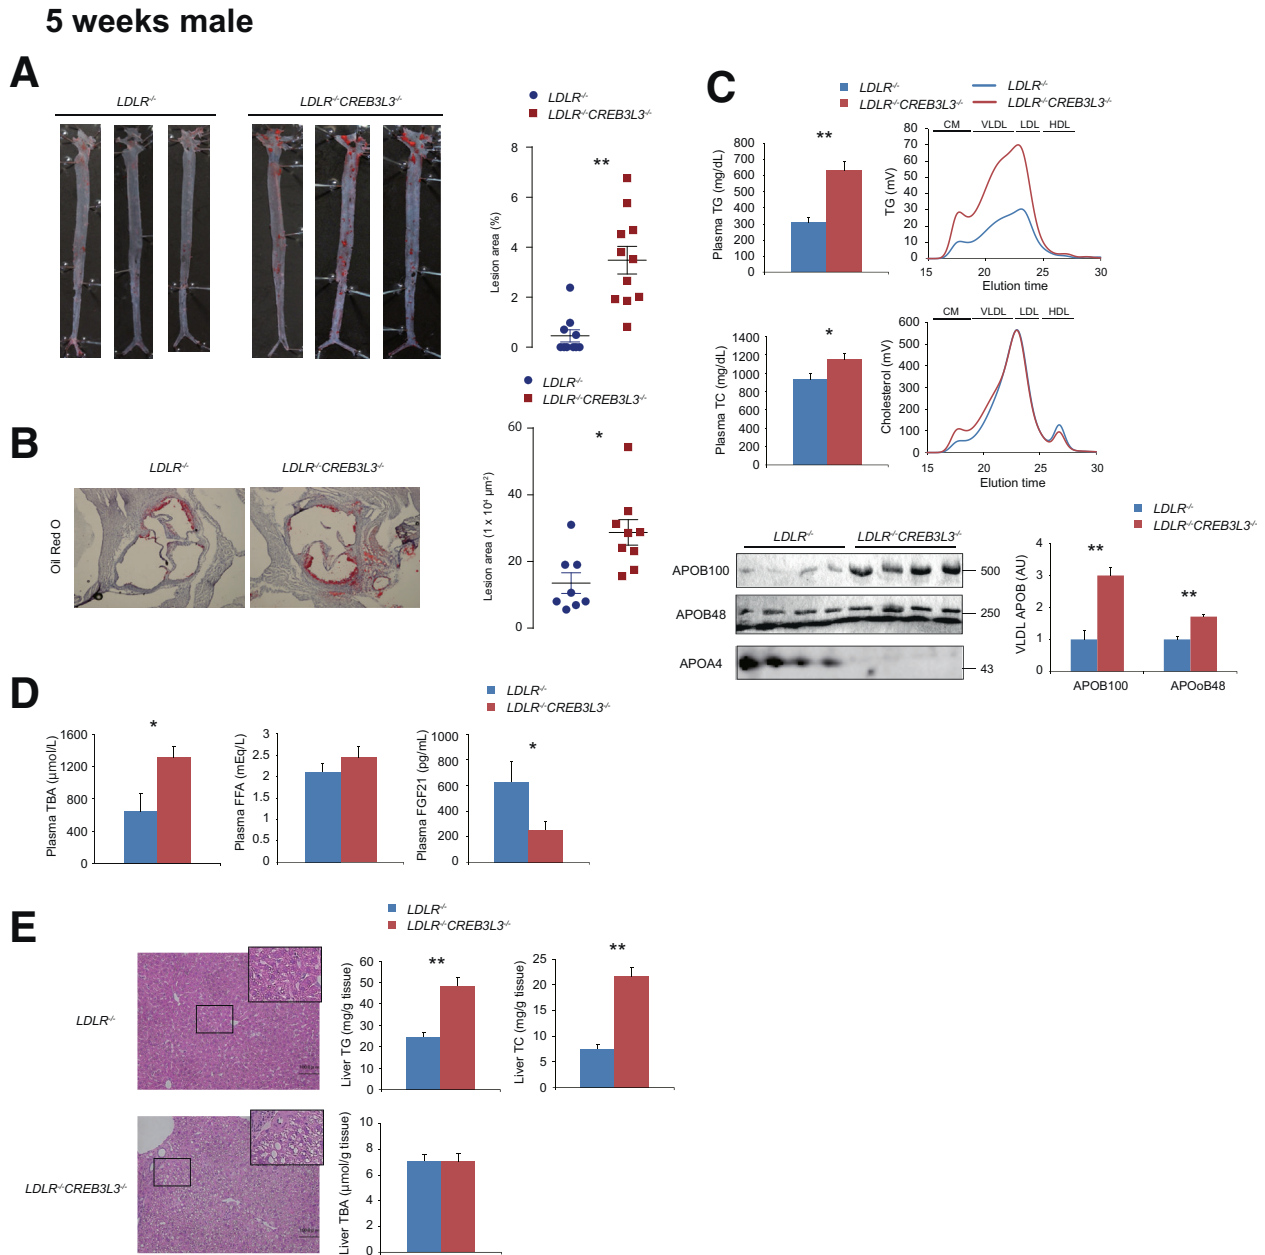 5 weeks male
A
LDLR-/-
LDLR-/-CREB3L3-/-
LDLR-/-
LDLR-/-CREB3L3-/-
Lesion area (%)
8
6
4
2
0
**
B
LDLR-/-
LDLR-/-CREB3L3-/-
Oil Red O
LDLR-/-
LDLR-/-CREB3L3-/-
Lesion area (1 x 10⁴ µm²)
60
40
20
0
*
C
LDLR-/-
LDLR-/-CREB3L3-/-
LDLR-/-
LDLR-/-CREB3L3-/-
Plasma TG (mg/dL)
800
700
600
500
400
300
200
100
0
**
TG (mV)
80
70
60
50
40
30
20
10
0
CM VLDL LDL HDL
15 20 25 30
Elution time
Plasma TC (mg/dL)
1400
1200
1000
800
600
400
200
0
*
Cholesterol (mV)
600
500
400
300
200
100
0
CM VLDL LDL HDL
15 20 25 30
Elution time
LDLR-/-
LDLR-/-CREB3L3-/-
APOB100
500
APOB48
250
APOA4
43
LDLR-/-
LDLR-/-CREB3L3-/-
VLDL APOB (AU)
4
3
2
1
0
**
**
APOB100
APOoB48
D
LDLR-/-
LDLR-/-CREB3L3-/-
Plasma TBA (µmol/L)
1600
1200
800
400
0
*
Plasma FFA (mEq/L)
3
2.5
2
1.5
1
0.5
0
Plasma FGF21 (pg/mL)
1000
800
600
400
200
0
*
E
LDLR-/-
LDLR-/-CREB3L3-/-
LDLR-/-
LDLR-/-CREB3L3-/-
Liver TG (mg/g tissue)
60
50
40
30
20
10
0
**
Liver TC (mg/g tissue)
25
20
15
10
5
0
**
Liver TBA (µmol/g tissue)
10
8
6
4
2
0